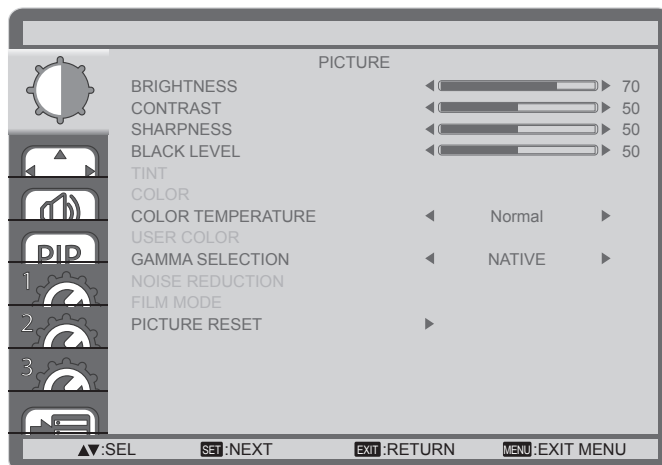 PICTURE
BRIGHTNESS 70
CONTRAST 50
SHARPNESS 50
BLACK LEVEL 50
TINT
COLOR
COLOR TEMPERATURE Normal
USER COLOR
PIP
GAMMA SELECTION NATIVE
NOISE REDUCTION
1
FILM MODE
PICTURE RESET
2
3
▲▼:SEL SET:NEXT EXIT:RETURN MENU:EXIT MENU